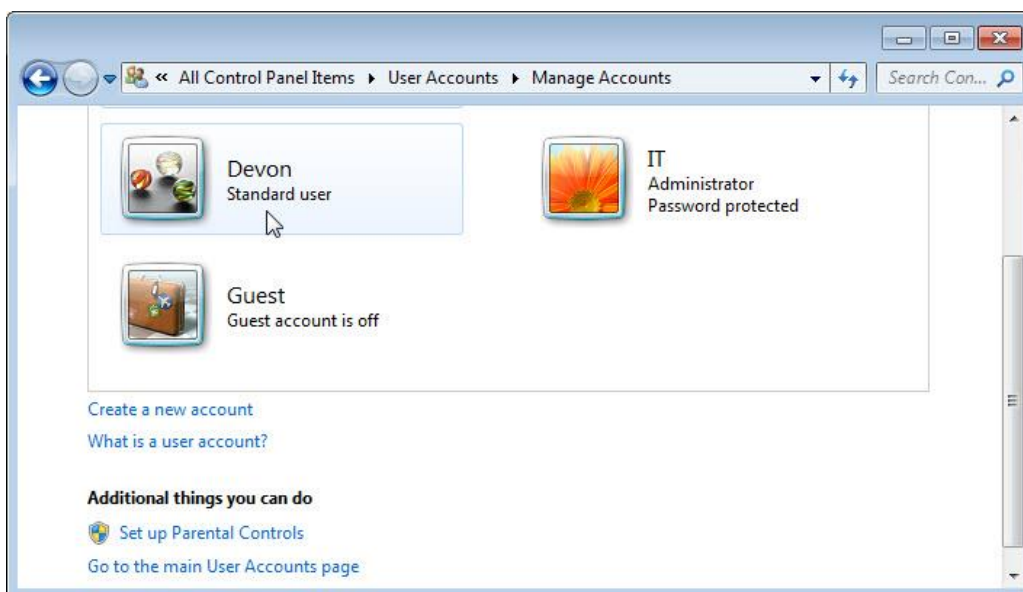 « All Control Panel Items ▸ User Accounts ▸ Manage Accounts
Search Con...
Devon
Standard user
IT
Administrator
Password protected
Guest
Guest account is off
Create a new account
What is a user account?
Additional things you can do
Set up Parental Controls
Go to the main User Accounts page